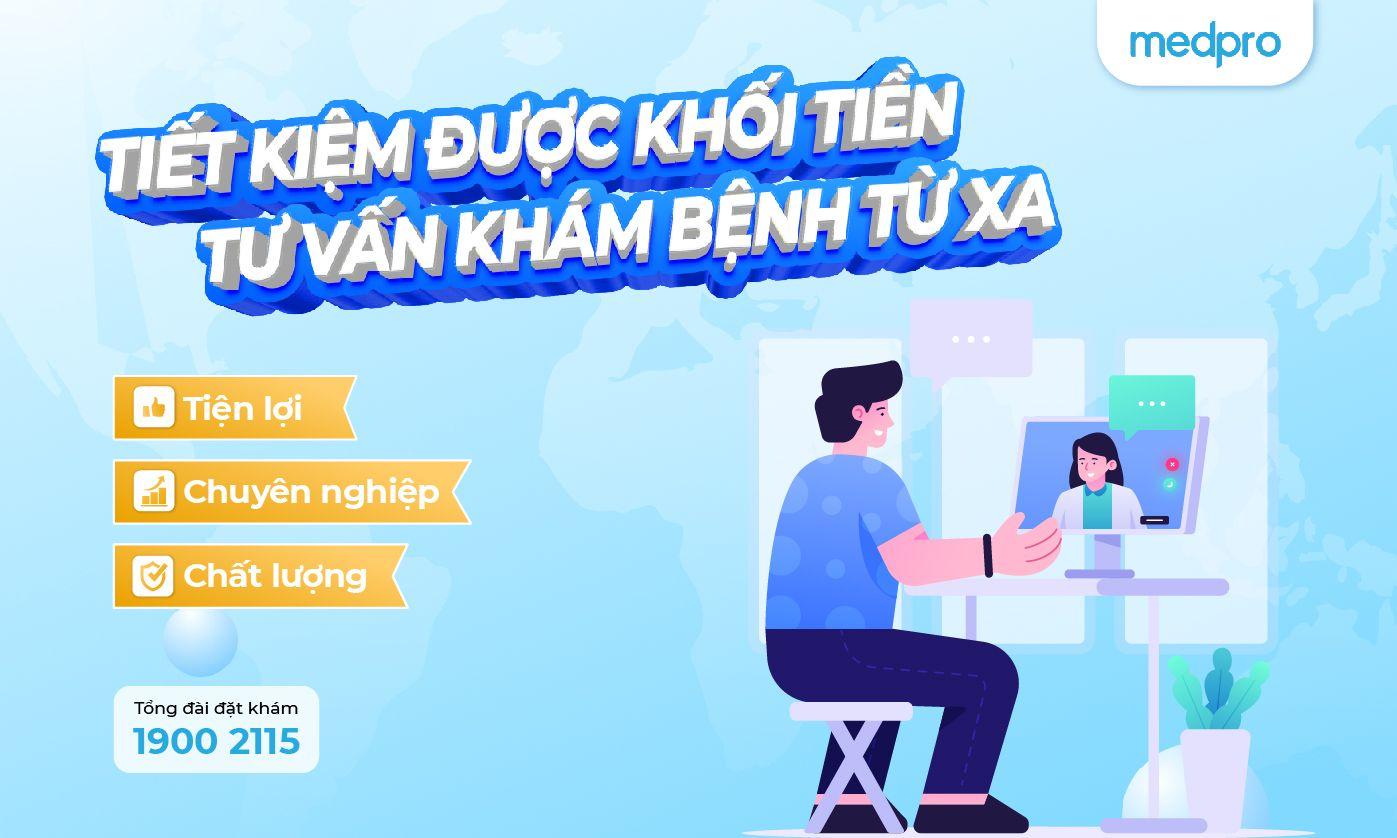 medpro
TIẾT KIỆM ĐƯỢC KHỐI TIỀN
TƯ VẤN KHÁM BỆNH TỪ XA
Tiện lợi
Chuyên nghiệp
Chất lượng
Tổng đài đặt khám
1900 2115